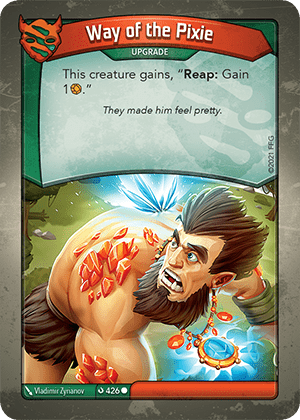 Way of the Pixie
UPGRADE
This creature gains, “Reap: Gain
1.”
They made him feel pretty.
©2021 FFG
Vladimir Zyrianov
426